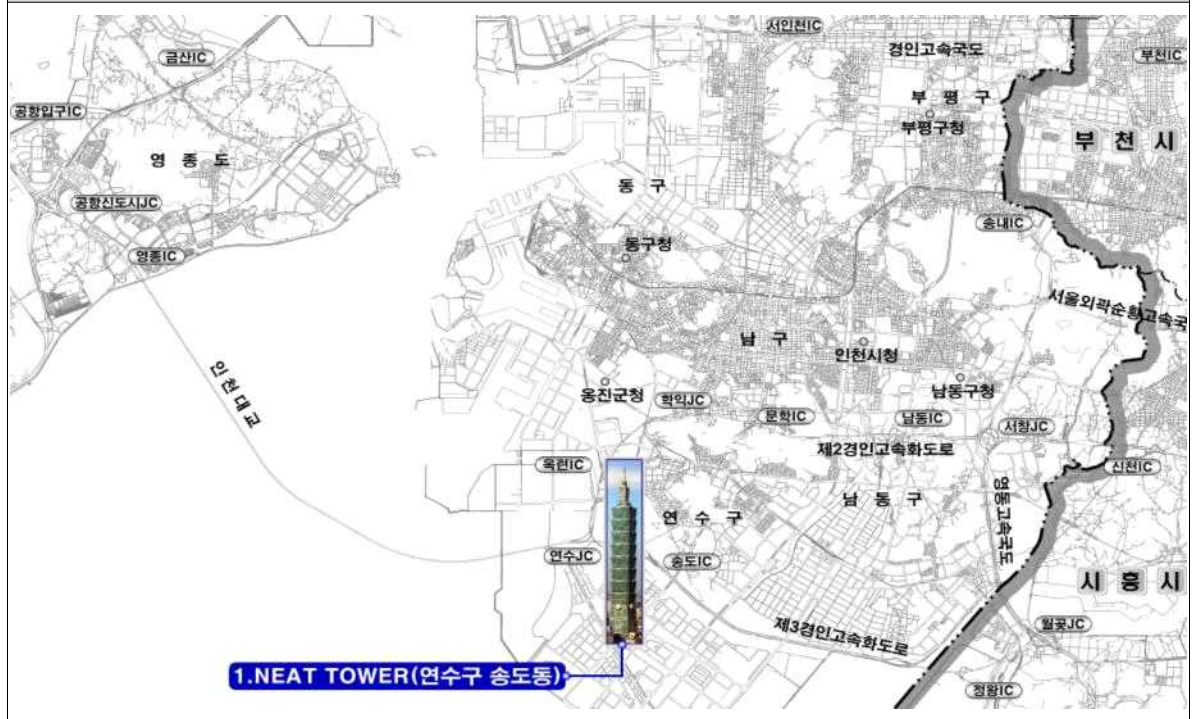 서인천IC
경인고속국도
부천IC
금산IC
공항입구IC
부 평 구
부평구청
부 천 시
영 종 도
동 구
공항신도시JC
송내IC
동구청
영종IC
서울외곽순환고속국
남 구
인천시청
인천대교
옹진군청
남동구청
학익JC
문학IC
남동IC
서창JC
제2경인고속화도로
옥련IC
신천IC
남 동 구
연 수 구
영동고속국도
연수JC
송도IC
시 흥 시
제3경인고속화도로
월곶JC
1.NEAT TOWER(연수구 송도동)
정왕IC